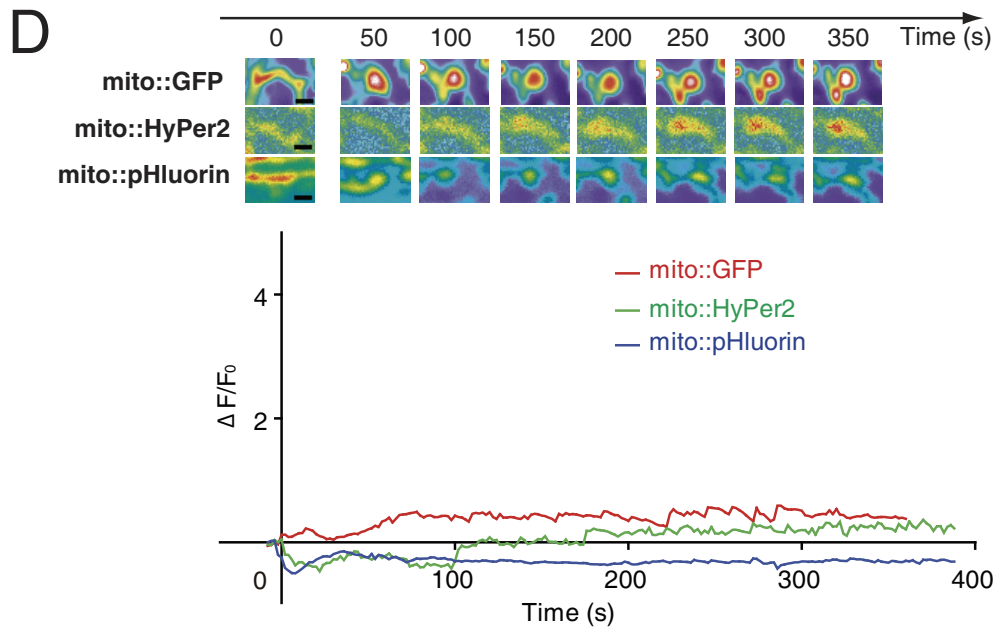 D
0 50 100 150 200 250 300 350 Time (s)
mito::GFP
mito::HyPer2
mito::pHluorin
mito::GFP
mito::HyPer2
mito::pHluorin
4
2
0
Δ F/F₀
100 200 300 400
Time (s)